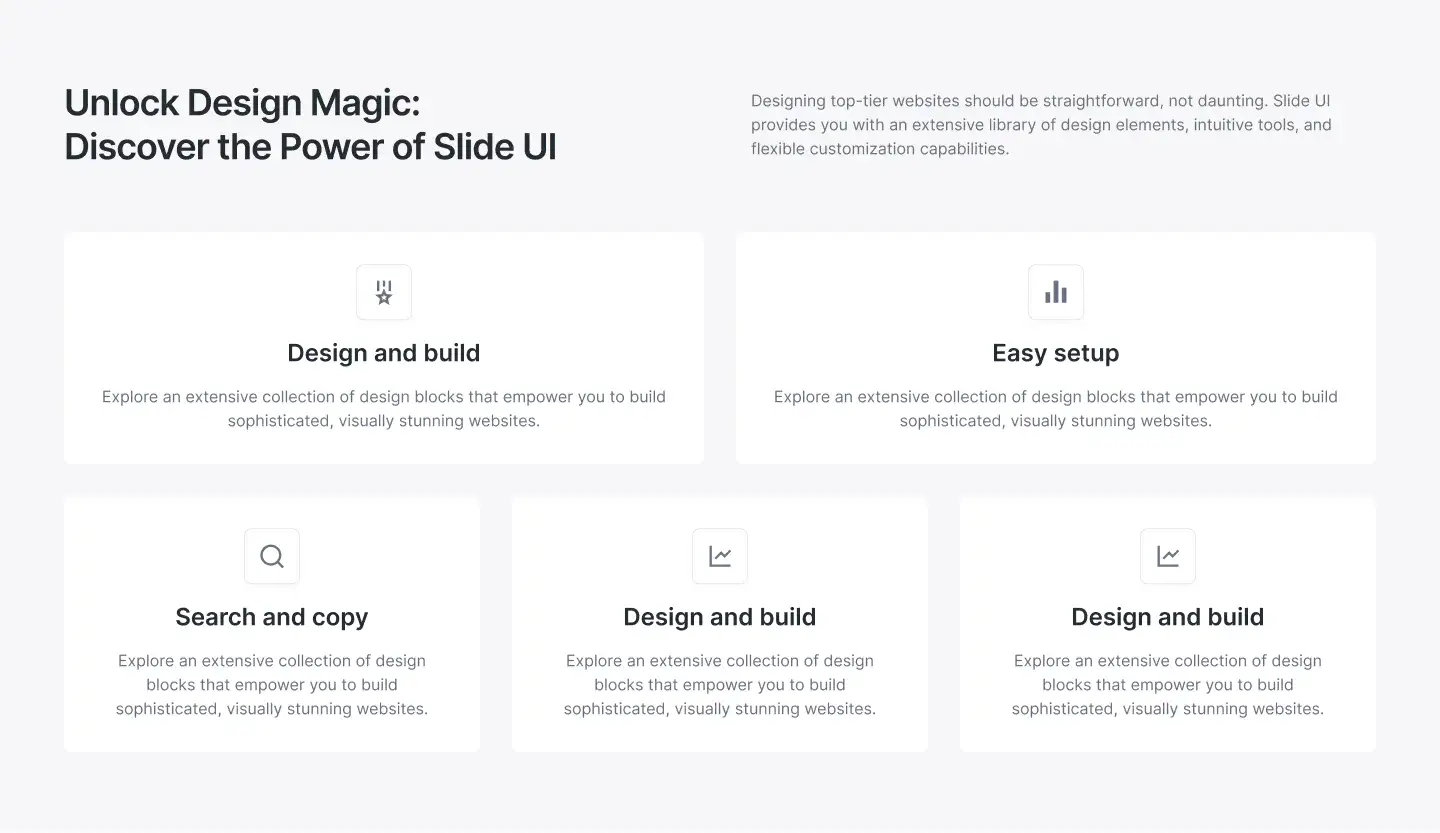 Unlock Design Magic:
Discover the Power of Slide UI
Designing top-tier websites should be straightforward, not daunting. Slide UI
provides you with an extensive library of design elements, intuitive tools, and
flexible customization capabilities.
Design and build
Explore an extensive collection of design blocks that empower you to build
sophisticated, visually stunning websites.
Easy setup
Explore an extensive collection of design blocks that empower you to build
sophisticated, visually stunning websites.
Search and copy
Explore an extensive collection of design
blocks that empower you to build
sophisticated, visually stunning websites.
Design and build
Explore an extensive collection of design
blocks that empower you to build
sophisticated, visually stunning websites.
Design and build
Explore an extensive collection of design
blocks that empower you to build
sophisticated, visually stunning websites.